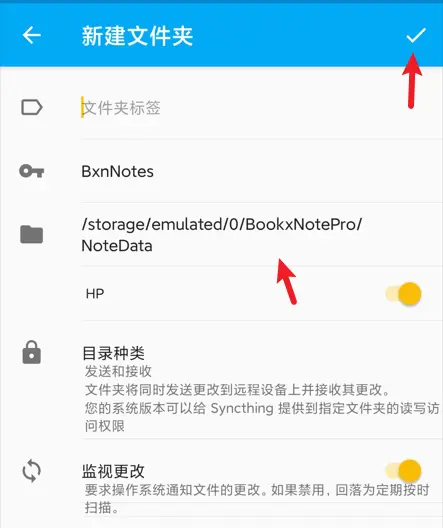 新建文件夹
文件夹标签
BxnNotes
/storage/emulated/0/BookxNotePro/
NoteData
HP
目录种类
发送和接收
文件夹将同时发送更改到远程设备上并接收其更改。
您的系统版本可以给 Syncthing 提供到指定文件夹的读写访
问权限
监视更改
要求操作系统通知文件的更改。如果禁用，回落为定期按时
扫描。